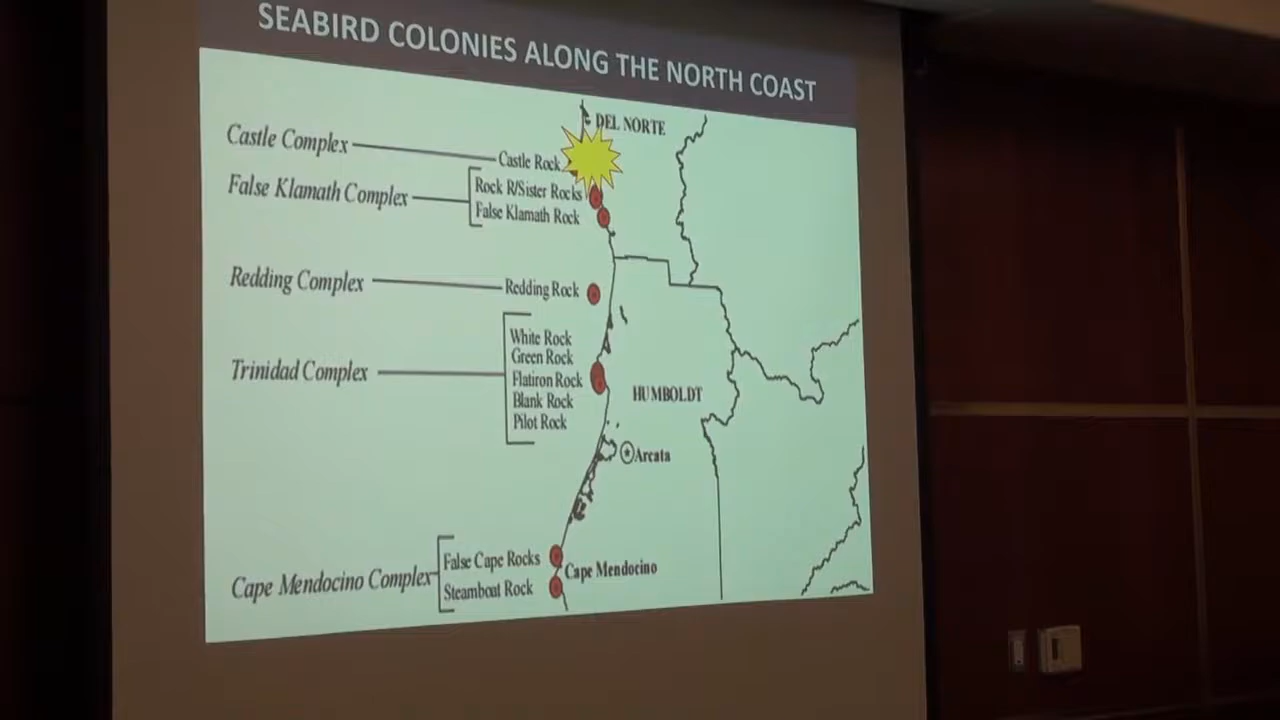 SEABIRD COLONIES ALONG THE NORTH COAST
DEL NORTE
Castle Complex
Castle Rock
False Klamath Complex
Rock R/Sister Rocks
False Klamath Rock
Redding Complex
Redding Rock
Trinidad Complex
White Rock
Green Rock
Flatiron Rock
Blank Rock
Pilot Rock
HUMBOLDT
Arcata
Cape Mendocino Complex
False Cape Rocks
Steamboat Rock
Cape Mendocino